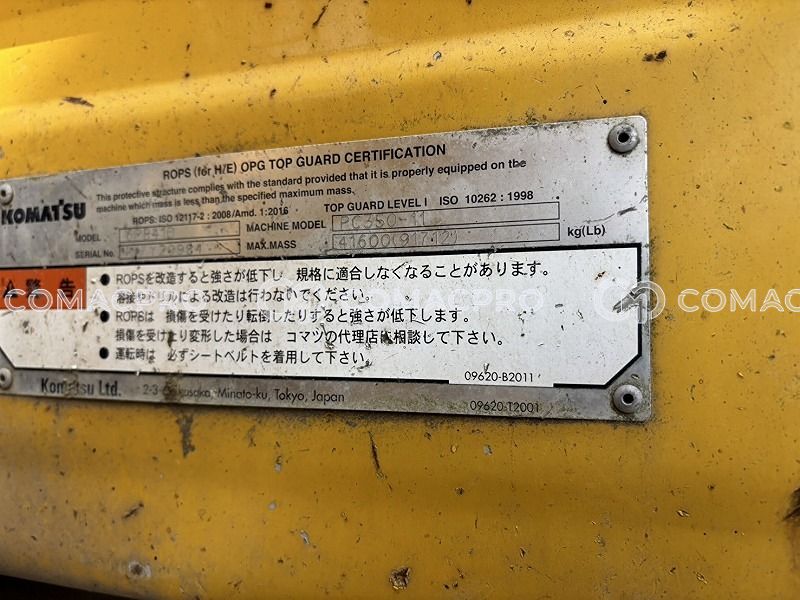 ROPS (for H/E) OPG TOP GUARD CERTIFICATION
KOMATSU
This protective structure complies with the standard provided that it is properly equipped on the
machine which mass is less than the specified maximum mass.
ROPS: ISO 12117-2 : 2008/Amd. 1:2016 TOP GUARD LEVEL I ISO 10262 : 1998
MODEL MACHINE MODEL PC350-11
SERIAL No. MAX.MASS 41600(91712) kg(Lb)
警告
● ROPSを改造すると強さが低下し 規格に適合しなくなることがあります。
溶接やドリルによる改造は行わないでください。
● ROPSは 損傷を受けたり転倒したりすると強さが低下します。
損傷を受けたり変形した場合は コマツの代理店に相談して下さい。
● 運転時は 必ずシートベルトを着用して下さい。
09620-B2011
Komatsu Ltd. Minato-ku, Tokyo, Japan
09620-T2001
COMACPRO
COMACPRO
COMAC